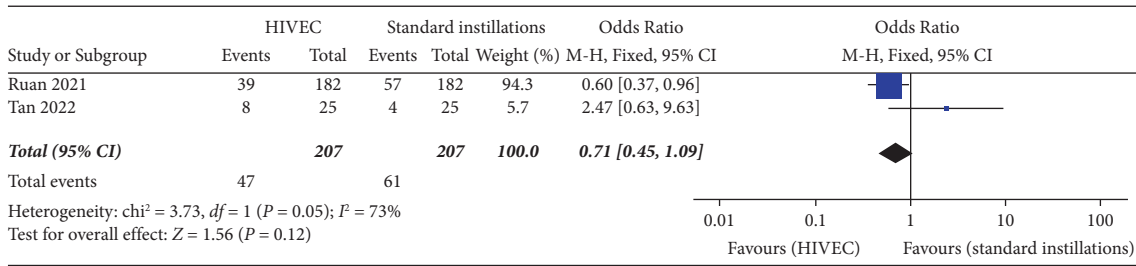 HIVEC Standard instillations Odds Ratio Odds Ratio
Study or Subgroup Events Total Events Total Weight (%) M-H, Fixed, 95% CI M-H, Fixed, 95% CI
Ruan 2021 39 182 57 182 94.3 0.60 [0.37, 0.96]
Tan 2022 8 25 4 25 5.7 2.47 [0.63, 9.63]
Total (95% CI) 207 207 100.0 0.71 [0.45, 1.09]
Total events 47 61
Heterogeneity: chi² = 3.73, df = 1 (P = 0.05); I² = 73%
Test for overall effect: Z = 1.56 (P = 0.12)
0.01 0.1 1 10 100
Favours (HIVEC) Favours (standard instillations)